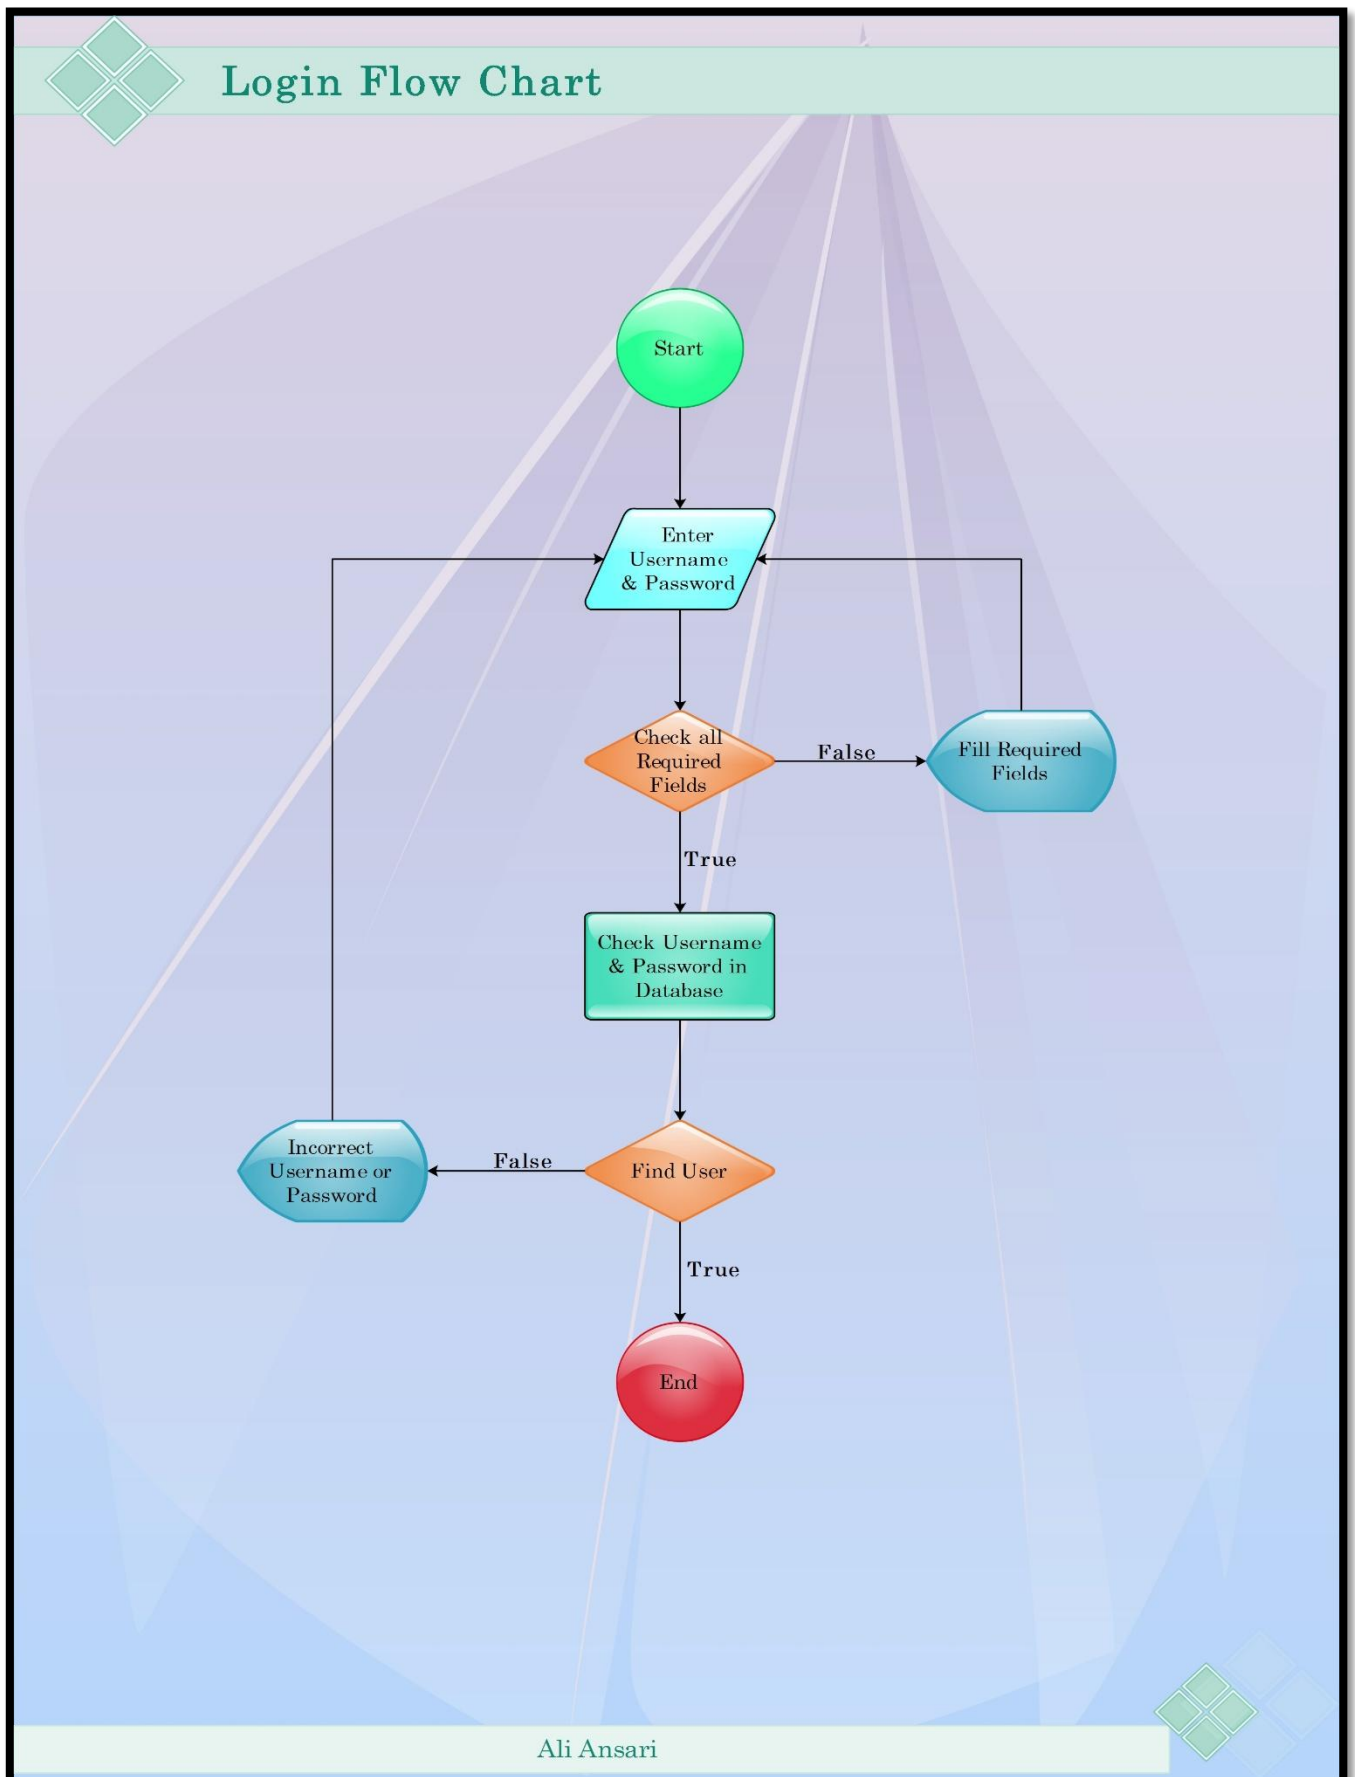 Login Flow Chart
Start
Enter
Username
& Password
Check all
Required
Fields
False
Fill Required
Fields
True
Check Username
& Password in
Database
Incorrect
Username or
Password
False
Find User
True
End
Ali Ansari